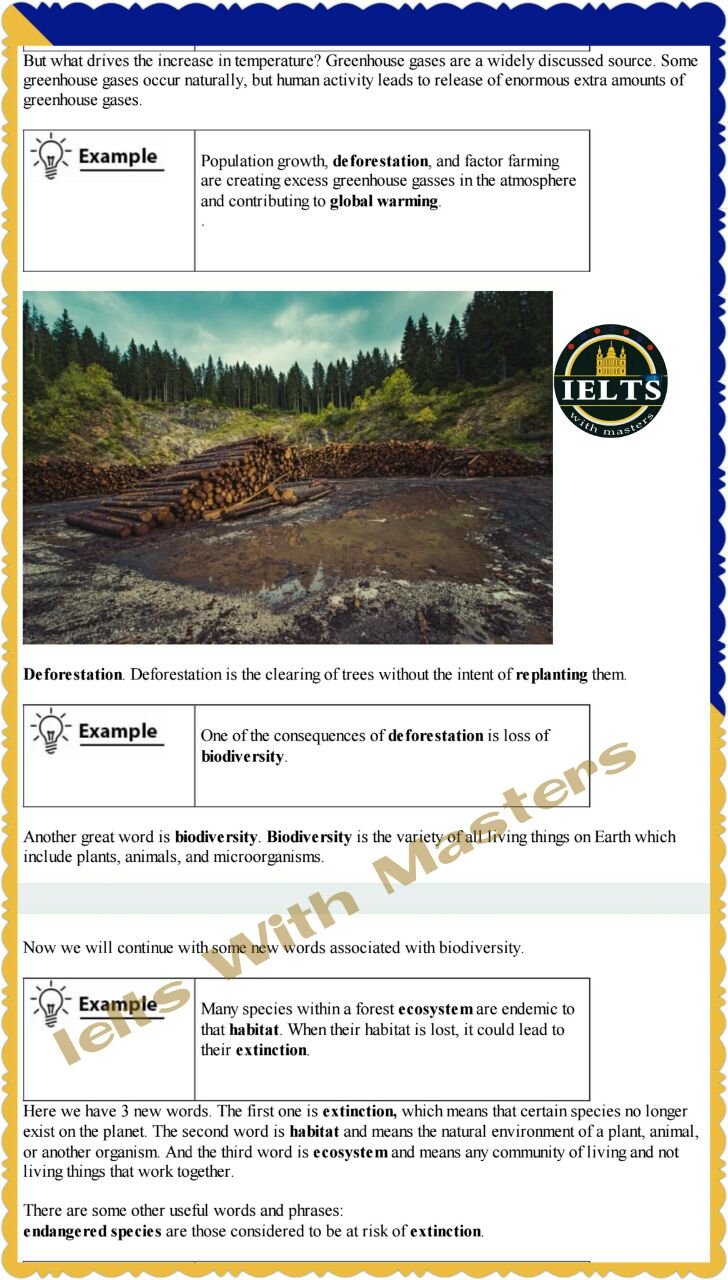 But what drives the increase in temperature? Greenhouse gases are a widely discussed source. Some
greenhouse gases occur naturally, but human activity leads to release of enormous extra amounts of
greenhouse gases.
Example
Population growth, deforestation, and factor farming
are creating excess greenhouse gasses in the atmosphere
and contributing to global warming.
.
IELTS
with masters
Deforestation. Deforestation is the clearing of trees without the intent of replanting them.
Example
One of the consequences of deforestation is loss of
biodiversity.
Another great word is biodiversity. Biodiversity is the variety of all living things on Earth which
include plants, animals, and microorganisms.
Ielts With Masters
Now we will continue with some new words associated with biodiversity.
Example
Many species within a forest ecosystem are endemic to
that habitat. When their habitat is lost, it could lead to
their extinction.
Here we have 3 new words. The first one is extinction, which means that certain species no longer
exist on the planet. The second word is habitat and means the natural environment of a plant, animal,
or another organism. And the third word is ecosystem and means any community of living and not
living things that work together.
There are some other useful words and phrases:
endangered species are those considered to be at risk of extinction.